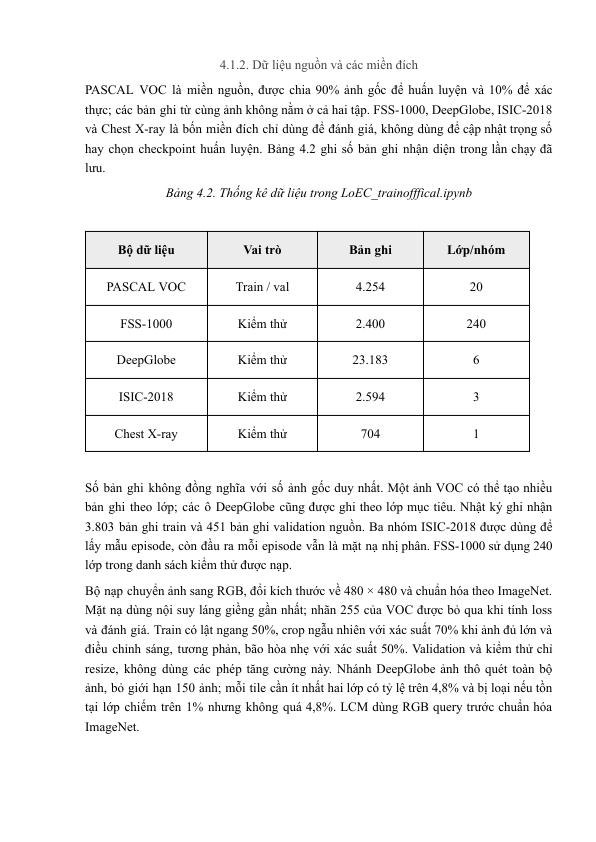 4.1.2. Dữ liệu nguồn và các miền đích
PASCAL VOC là miền nguồn, được chia 90% ảnh gốc để huấn luyện và 10% để xác
thực; các bản ghi từ cùng ảnh không nằm ở cả hai tập. FSS-1000, DeepGlobe, ISIC-2018
và Chest X-ray là bốn miền đích chỉ dùng để đánh giá, không dùng để cập nhật trọng số
hay chọn checkpoint huấn luyện. Bảng 4.2 ghi số bản ghi nhận diện trong lần chạy đã
lưu.
Bảng 4.2. Thống kê dữ liệu trong LoEC_trainofffical.ipynb
Bộ dữ liệu Vai trò Bản ghi Lớp/nhóm
PASCAL VOC Train / val 4.254 20
FSS-1000 Kiểm thử 2.400 240
DeepGlobe Kiểm thử 23.183 6
ISIC-2018 Kiểm thử 2.594 3
Chest X-ray Kiểm thử 704 1
Số bản ghi không đồng nghĩa với số ảnh gốc duy nhất. Một ảnh VOC có thể tạo nhiều
bản ghi theo lớp; các ô DeepGlobe cũng được ghi theo lớp mục tiêu. Nhật ký ghi nhận
3.803 bản ghi train và 451 bản ghi validation nguồn. Ba nhóm ISIC-2018 được dùng để
lấy mẫu episode, còn đầu ra mỗi episode vẫn là mặt nạ nhị phân. FSS-1000 sử dụng 240
lớp trong danh sách kiểm thử được nạp.
Bộ nạp chuyển ảnh sang RGB, đổi kích thước về 480 × 480 và chuẩn hóa theo ImageNet.
Mặt nạ dùng nội suy láng giềng gần nhất; nhãn 255 của VOC được bỏ qua khi tính loss
và đánh giá. Train có lật ngang 50%, crop ngẫu nhiên với xác suất 70% khi ảnh đủ lớn và
điều chỉnh sáng, tương phản, bão hòa nhẹ với xác suất 50%. Validation và kiểm thử chỉ
resize, không dùng các phép tăng cường này. Nhánh DeepGlobe ảnh thô quét toàn bộ
ảnh, bỏ giới hạn 150 ảnh; mỗi tile cần ít nhất hai lớp có tỷ lệ trên 4,8% và bị loại nếu tồn
tại lớp chiếm trên 1% nhưng không quá 4,8%. LCM dùng RGB query trước chuẩn hóa
ImageNet.